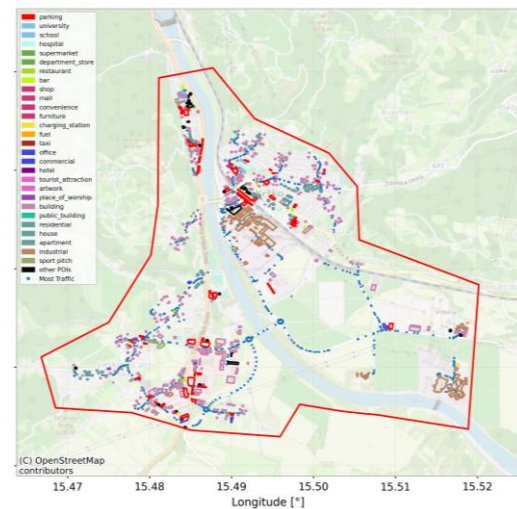 parking
university
school
hospital
supermarket
department_store
restaurant
bar
shop
mall
convenience
furniture
charging_station
fuel
taxi
office
commercial
hotel
tourist_attraction
artwork
place_of_worship
building
public_building
residential
house
apartment
industrial
sport pitch
other POIs
Most Traffic
(C) OpenStreetMap
contributors
15.47 15.48 15.49 15.50 15.51 15.52
Longitude [°]